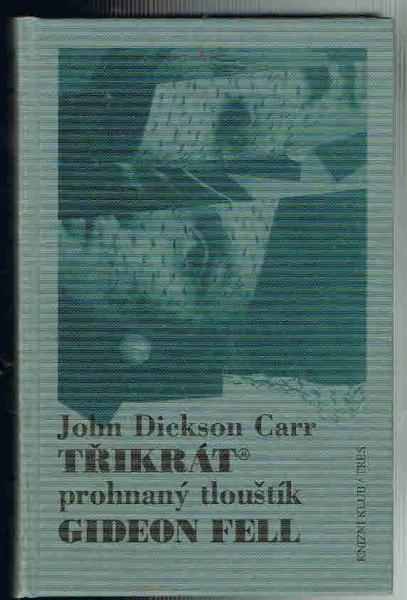 John Dickson Carr
TŘIKRÁT®
prohnaný tlouštík
GIDEON FELL
KNIŽNÍ KLUB / TRES